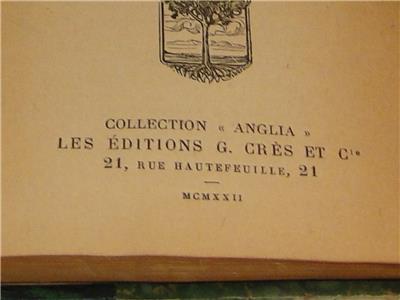 COLLECTION « ANGLIA »
LES ÉDITIONS G. CRÈS ET Cie
21, RUE HAUTEFEUILLE, 21
MCMXXII